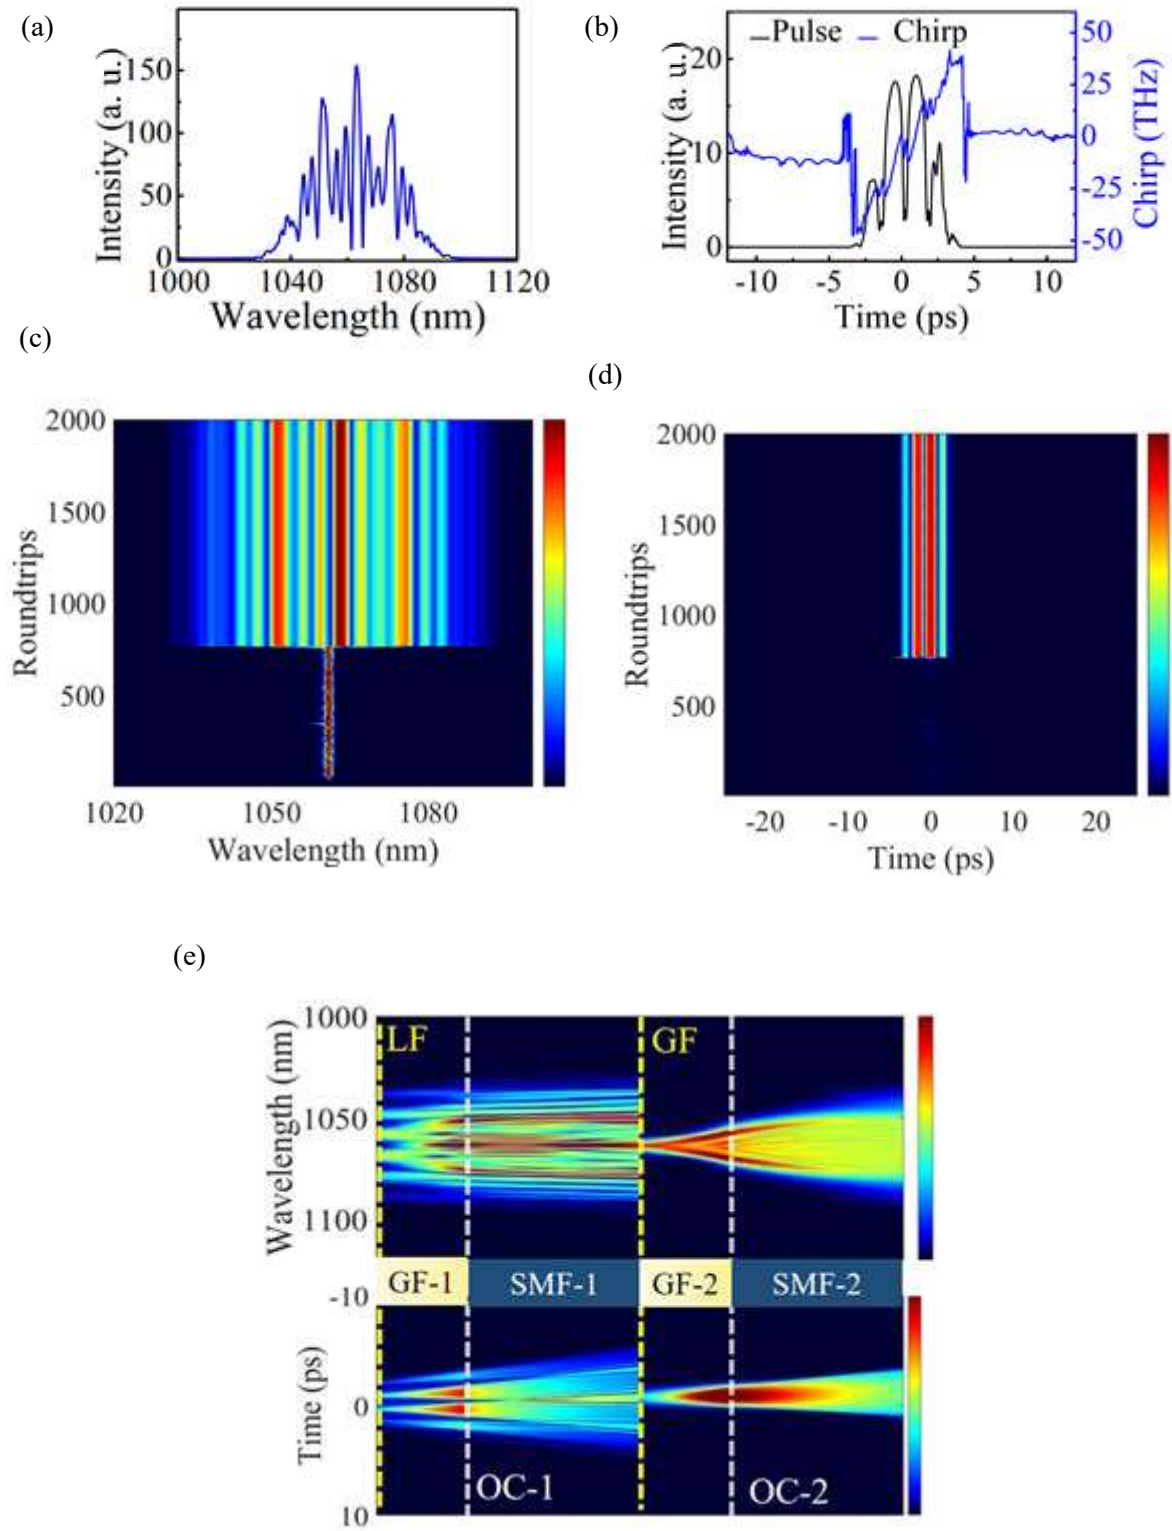 (a)
Intensity (a. u.)
150
100
50
0
1000 1040 1080 1120
Wavelength (nm)
(b)
Pulse Chirp
Intensity (a. u.)
20
10
0
50
25
0
-25
-50
Chirp (THz)
-10 -5 0 5 10
Time (ps)
(c)
Roundtrips
2000
1500
1000
500
1020 1050 1080
Wavelength (nm)
(d)
Roundtrips
2000
1500
1000
500
-20 -10 0 10 20
Time (ps)
(e)
Wavelength (nm)
1000
1050
1100
LF GF
GF-1 SMF-1 GF-2 SMF-2
Time (ps)
-10
0
10
OC-1 OC-2